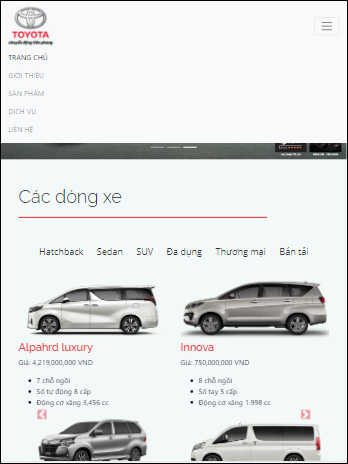 TOYOTA
chuyển động tiên phong
TRANG CHỦ
GIỚI THIỆU
SẢN PHẨM
DỊCH VỤ
LIÊN HỆ
Các dòng xe
Hatchback Sedan SUV Đa dụng Thương mại Bán tải
Alpahrd luxury
Giá: 4,219,000,000 VND
7 chỗ ngồi
Số tự động 8 cấp
Động cơ xăng 3,456 cc
Innova
Giá: 750,000,000 VND
8 chỗ ngồi
Số tay 5 cấp
Động cơ xăng 1.998 cc